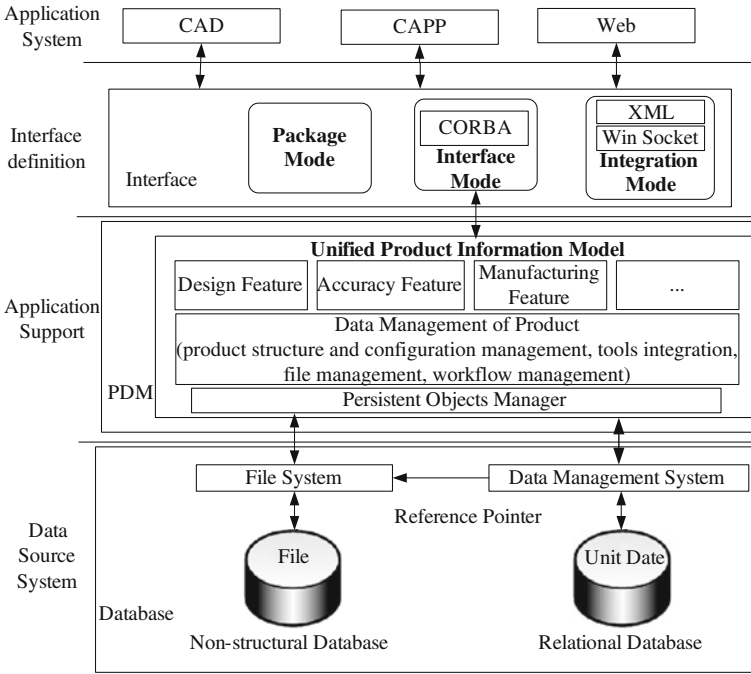 Application
System
CAD
CAPP
Web
Interface
definition
Package
Mode
CORBA
Interface
Mode
XML
Win Socket
Integration
Mode
Interface
Application
Support
Unified Product Information Model
Design Feature
Accuracy Feature
Manufacturing
Feature
...
Data Management of Product
(product structure and configuration management, tools integration,
file management, workflow management)
PDM
Persistent Objects Manager
Data
Source
System
File System
Data Management System
Reference Pointer
File
Unit Date
Database
Non-structural Database
Relational Database